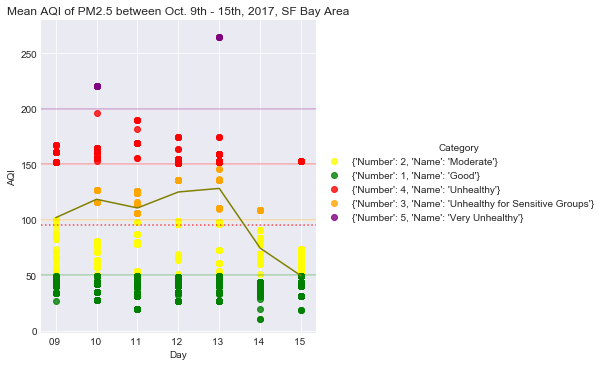 Mean AQI of PM2.5 between Oct. 9th - 15th, 2017, SF Bay Area
AQI
250
200
150
100
50
0
09 10 11 12 13 14 15
Day
Category
{'Number': 2, 'Name': 'Moderate'}
{'Number': 1, 'Name': 'Good'}
{'Number': 4, 'Name': 'Unhealthy'}
{'Number': 3, 'Name': 'Unhealthy for Sensitive Groups'}
{'Number': 5, 'Name': 'Very Unhealthy'}